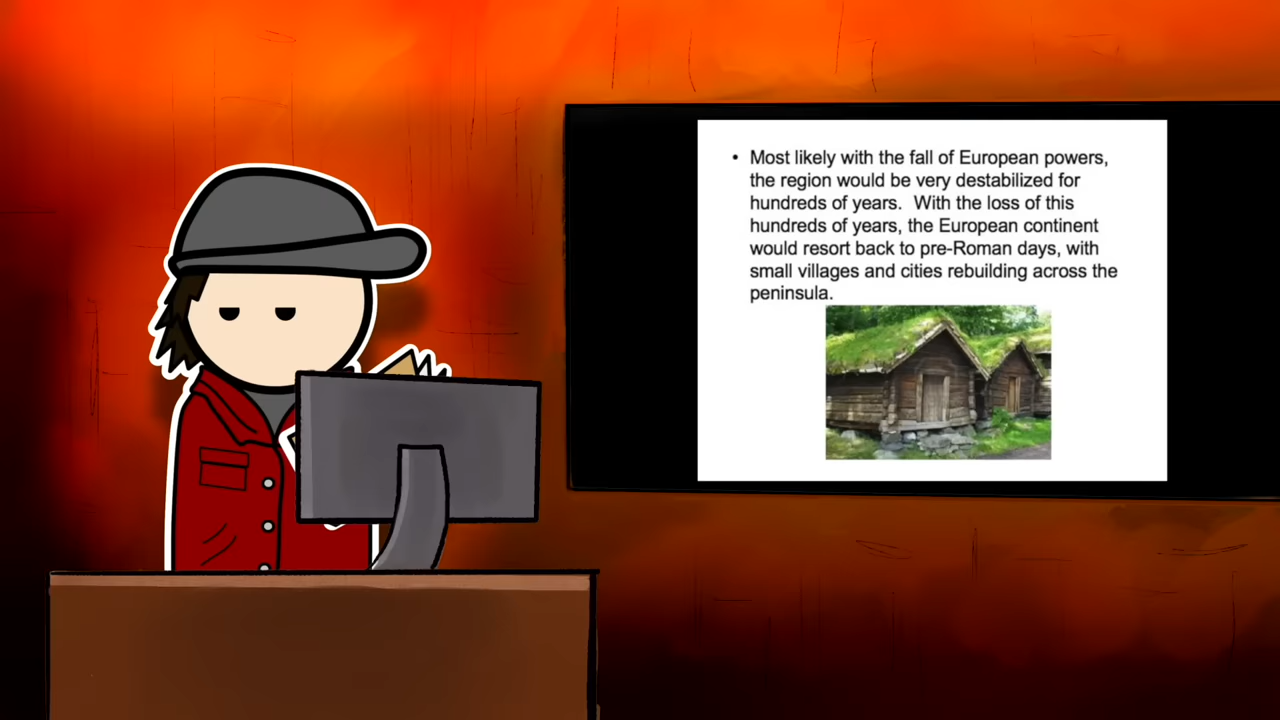 • Most likely with the fall of European powers,
the region would be very destabilized for
hundreds of years.  With the loss of this
hundreds of years, the European continent
would resort back to pre-Roman days, with
small villages and cities rebuilding across the
peninsula.